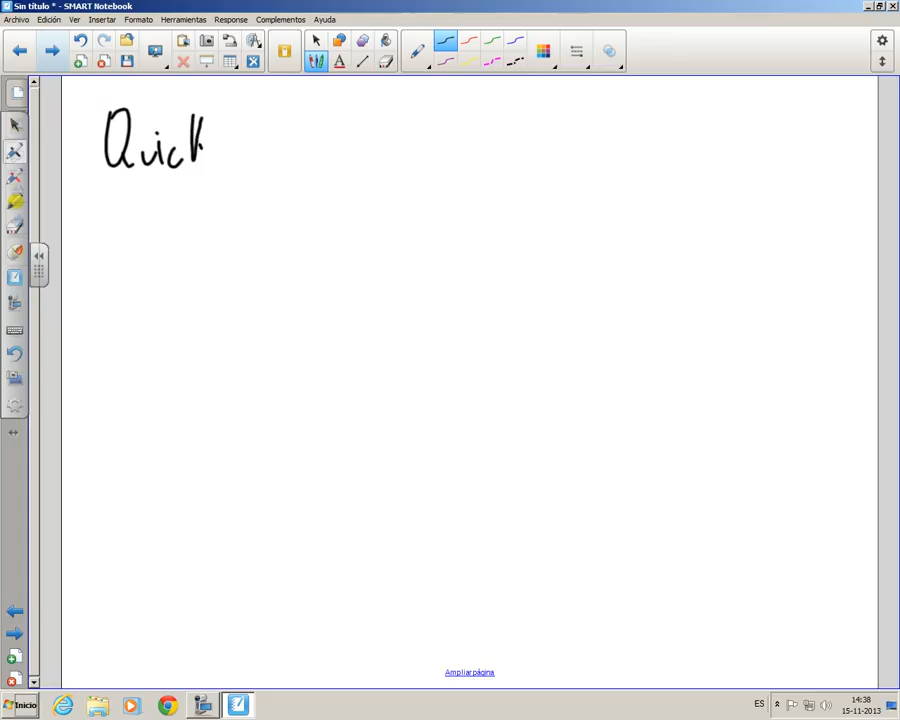 Sin título * - SMART Notebook
Archivo Edición Ver Insertar Formato Herramientas Response Complementos Ayuda
Quick
Ampliar página
Inicio
ES
14:38
15-11-2013